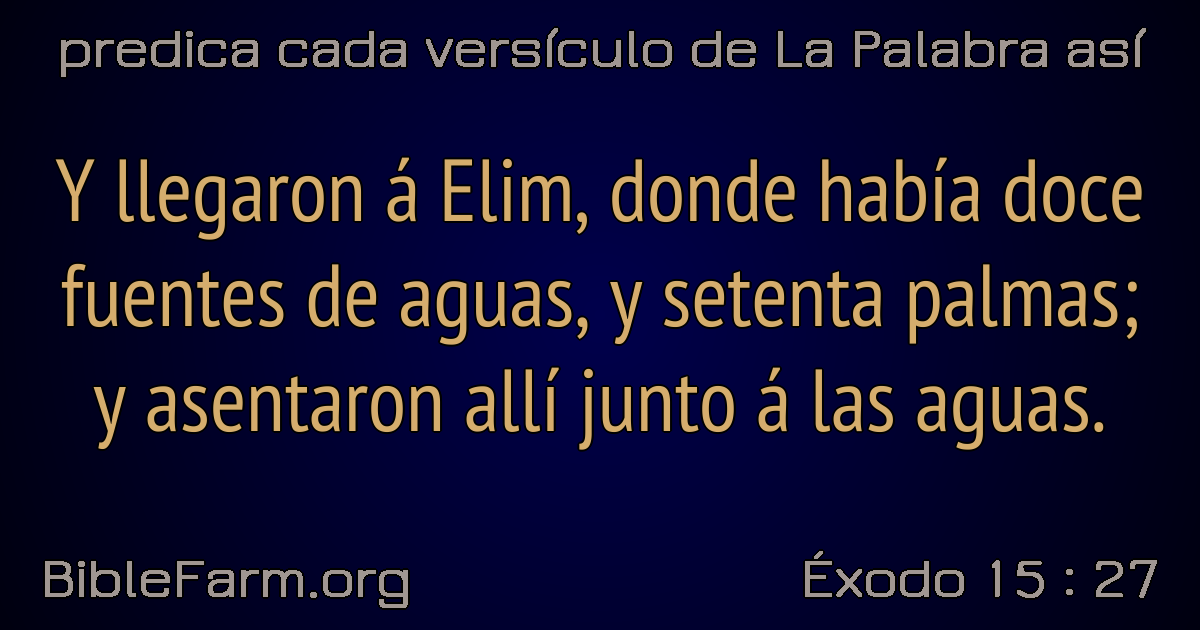 predica cada versículo de La Palabra así
Y llegaron á Elim, donde había doce
fuentes de aguas, y setenta palmas;
y asentaron allí junto á las aguas.
BibleFarm.org
Éxodo 15 : 27